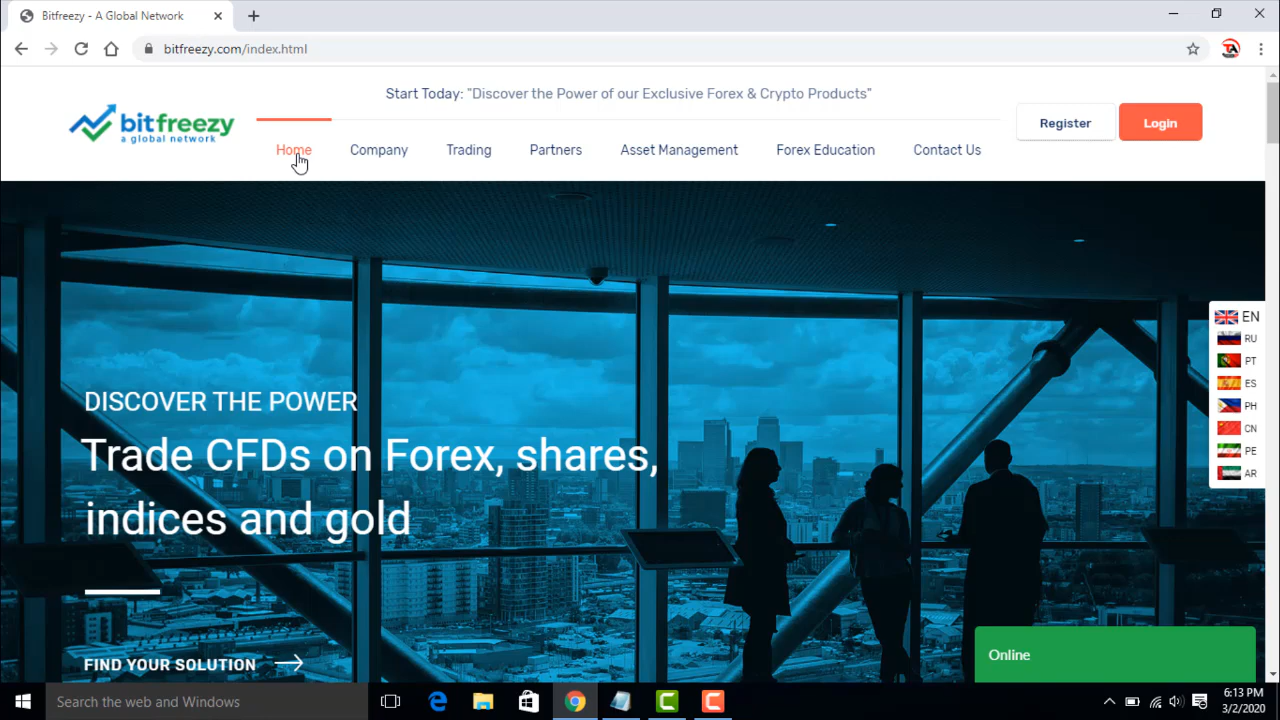 Bitfreezy - A Global Network
bitfreezy.com/index.html
Start Today: "Discover the Power of our Exclusive Forex & Crypto Products"
bitfreezy
a global network
Home
Company
Trading
Partners
Asset Management
Forex Education
Contact Us
Register
Login
EN
RU
PT
ES
PH
CN
PE
AR
DISCOVER THE POWER
Trade CFDs on Forex, shares,
indices and gold
FIND YOUR SOLUTION
Online
Search the web and Windows
6:13 PM
3/2/2020